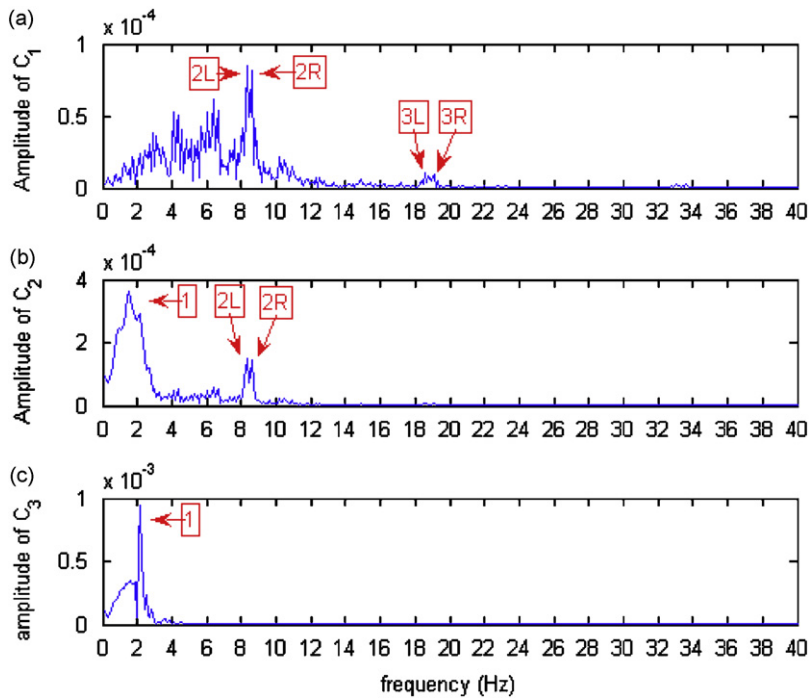 (a)
x 10^-4
Amplitude of C_1
1
0.5
0
2L
2R
3L
3R
0 2 4 6 8 10 12 14 16 18 20 22 24 26 28 30 32 34 36 38 40
(b)
x 10^-4
Amplitude of C_2
4
2
0
1
2L
2R
0 2 4 6 8 10 12 14 16 18 20 22 24 26 28 30 32 34 36 38 40
(c)
x 10^-3
amplitude of C_3
1
0.5
0
1
0 2 4 6 8 10 12 14 16 18 20 22 24 26 28 30 32 34 36 38 40
frequency (Hz)